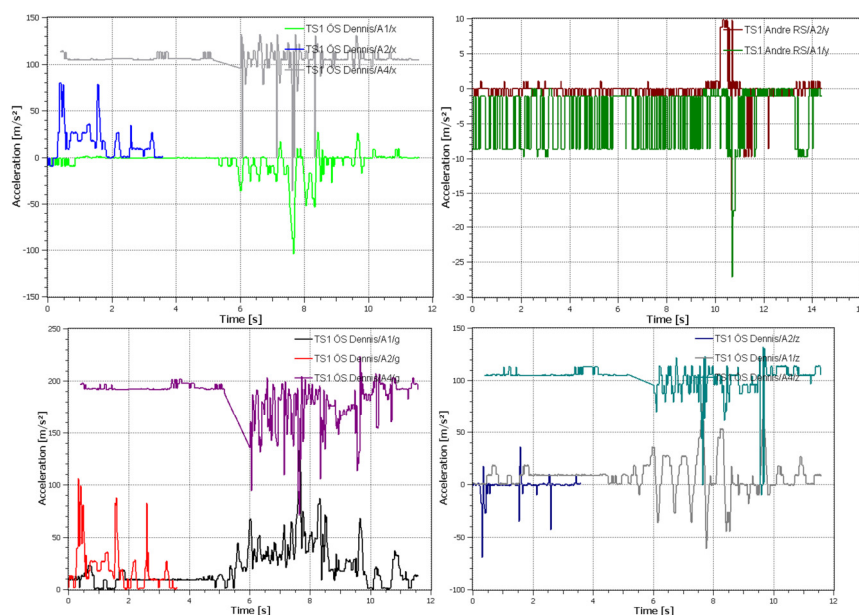 TS1 ÖS Dennis/A1/x
TS1 ÖS Dennis/A2/x
TS1 ÖS Dennis/A4/x
Acceleration [m/s²]
150
100
50
0
-50
-100
-150
0 2 4 6 8 10 12
Time [s]
TS1 Andre RS/A2/y
TS1 Andre RS/A1/y
Acceleration [m/s²]
10
5
0
-5
-10
-15
-20
-25
-30
0 2 4 6 8 10 12 14 16
Time [s]
TS1 ÖS Dennis/A1/g
TS1 ÖS Dennis/A2/g
TS1 ÖS Dennis/A4/g
Acceleration [m/s²]
250
200
150
100
50
0
0 2 4 6 8 10 12
Time [s]
TS1 ÖS Dennis/A2/z
TS1 ÖS Dennis/A1/z
TS1 ÖS Dennis/A4/z
Acceleration [m/s²]
150
100
50
0
-50
-100
0 2 4 6 8 10 12
Time [s]